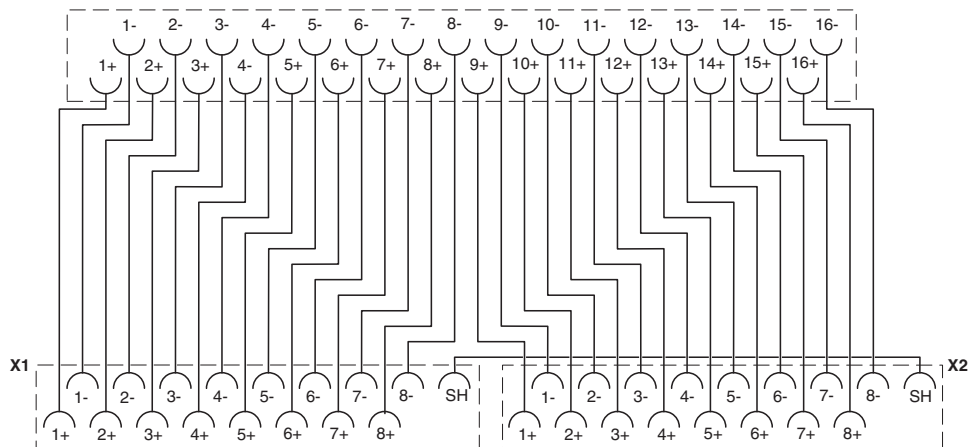 1- 2- 3- 4- 5- 6- 7- 8- 9- 10- 11- 12- 13- 14- 15- 16-
1+ 2+ 3+ 4- 5+ 6+ 7+ 8+ 9+ 10+ 11+ 12+ 13+ 14+ 15+ 16+
X1 X2
1- 2- 3- 4- 5- 6- 7- 8- SH 1- 2- 3- 4- 5- 6- 7- 8- SH
1+ 2+ 3+ 4+ 5+ 6+ 7+ 8+ 1+ 2+ 3+ 4+ 5+ 6+ 7+ 8+